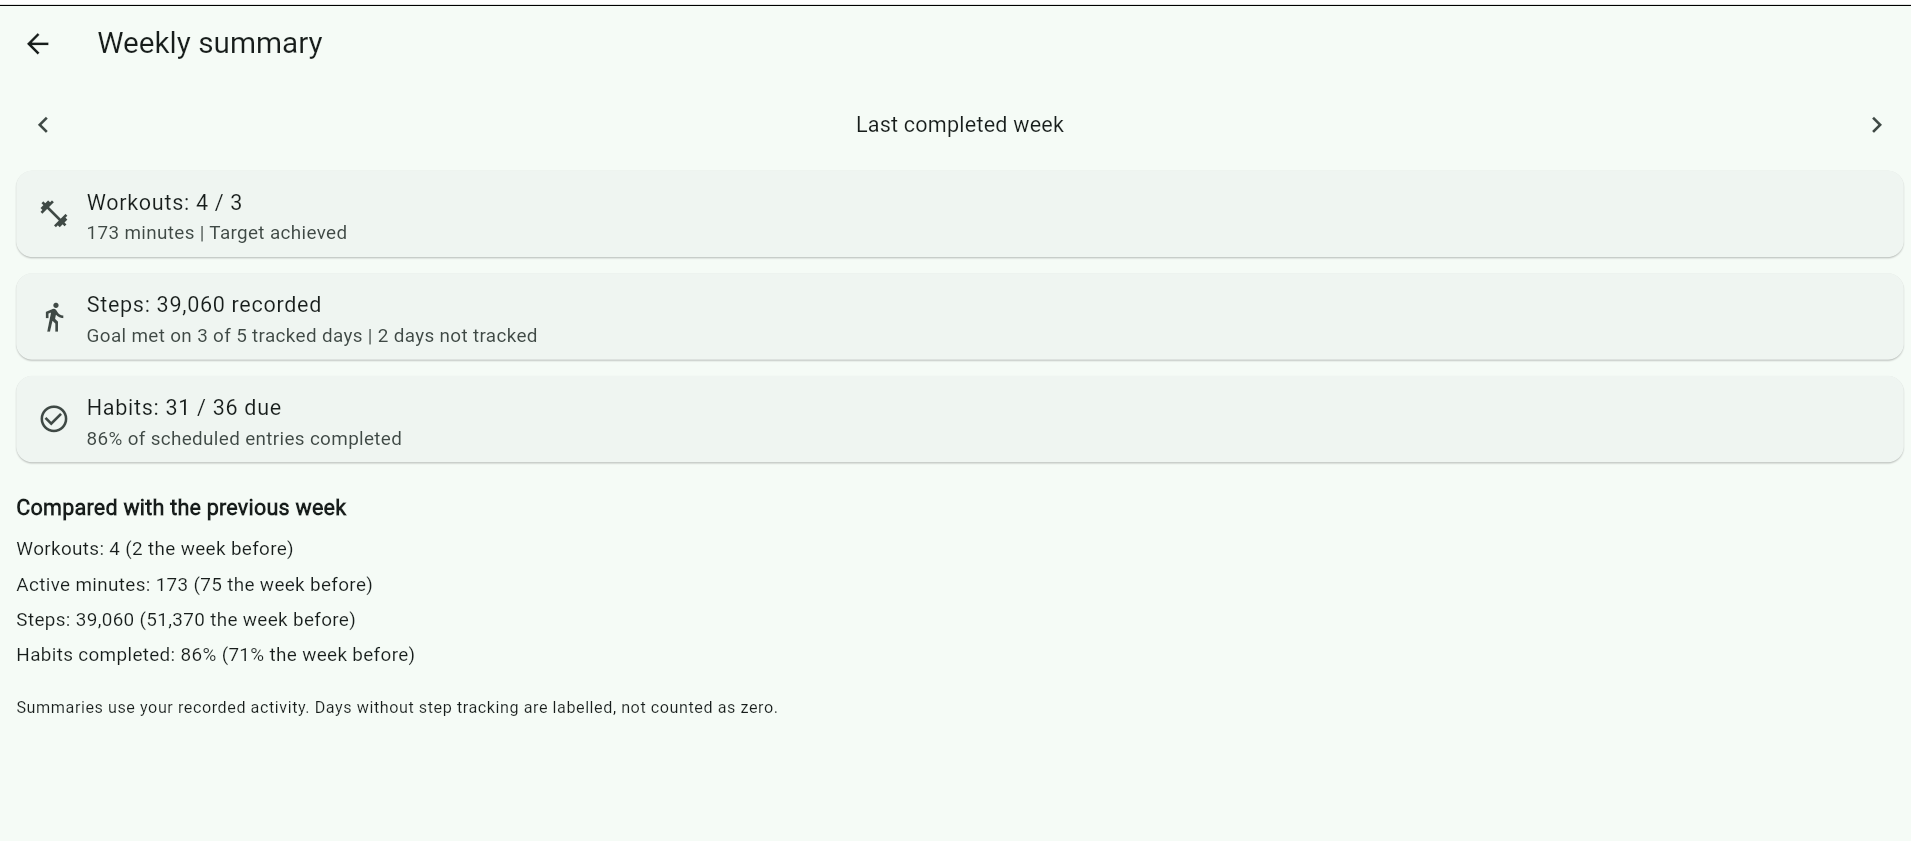 Weekly summary
Last completed week
Workouts: 4 / 3
173 minutes | Target achieved
Steps: 39,060 recorded
Goal met on 3 of 5 tracked days | 2 days not tracked
Habits: 31 / 36 due
86% of scheduled entries completed
Compared with the previous week
Workouts: 4 (2 the week before)
Active minutes: 173 (75 the week before)
Steps: 39,060 (51,370 the week before)
Habits completed: 86% (71% the week before)
Summaries use your recorded activity. Days without step tracking are labelled, not counted as zero.